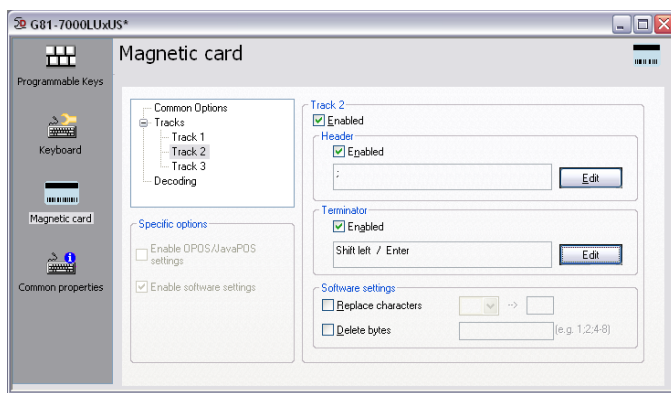 G81-7000LUxUS*
Programmable Keys
Keyboard
Magnetic card
Common properties
Magnetic card
Common Options
Tracks
Track 1
Track 2
Track 3
Decoding
Specific options
Enable OPOS/JavaPOS
settings
Enable software settings
Track 2
Enabled
Header
Enabled
;
Edit
Terminator
Enabled
Shift left / Enter
Edit
Software settings
Replace characters
-->
Delete bytes
(e.g. 1;2;4-8)